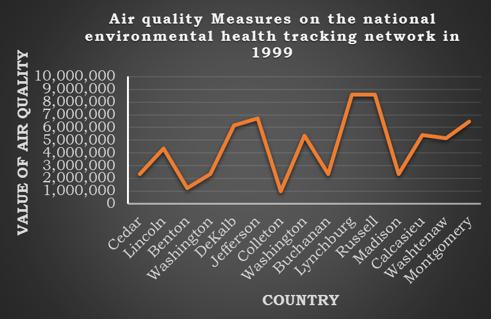 Air quality Measures on the national
environmental health tracking network in
1999
VALUE OF AIR QUALITY
10,000,000
9,000,000
8,000,000
7,000,000
6,000,000
5,000,000
4,000,000
3,000,000
2,000,000
1,000,000
0
Cedar
Lincoln
Benton
Washington
DeKalb
Jefferson
Colleton
Washington
Buchanan
Lynchburg
Russell
Madison
Calcasieu
Washtenaw
Montgomery
COUNTRY